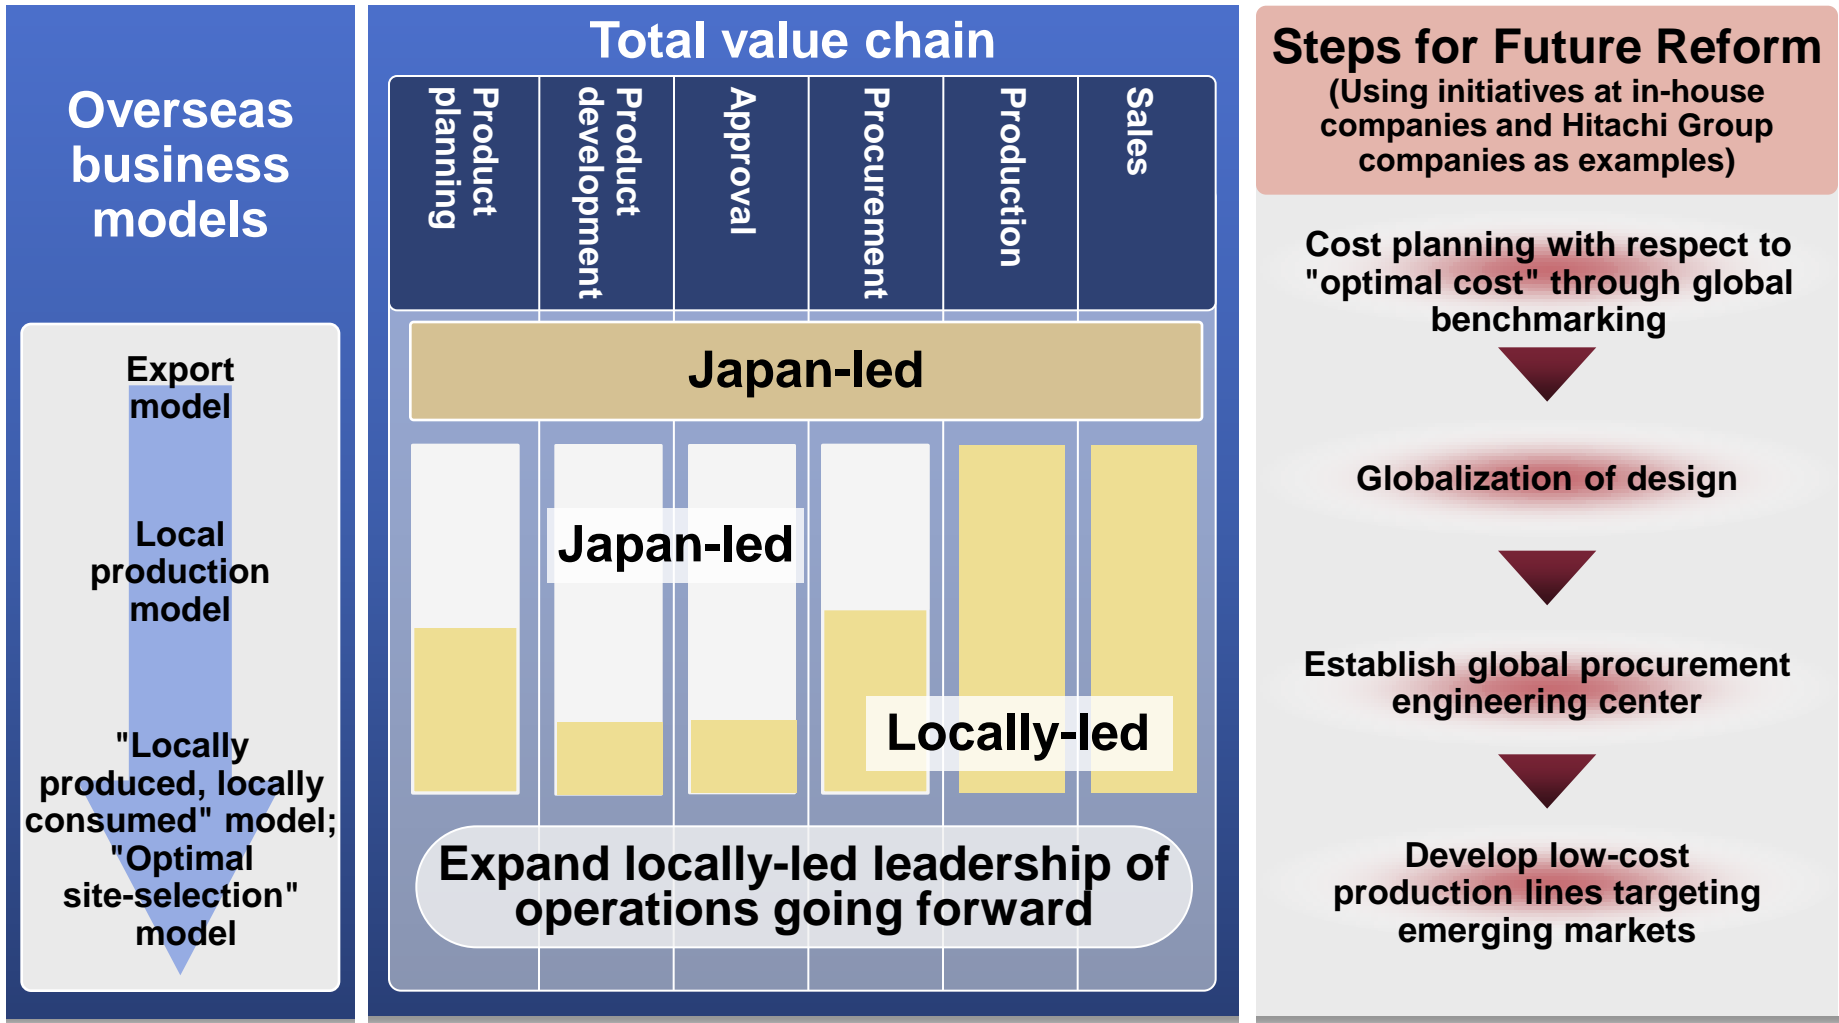 Overseas
business
models
Export
model
Local
production
model
"Locally
produced, locally
consumed" model;
"Optimal
site-selection"
model
Total value chain
Product
planning
Product
development
Approval
Procurement
Production
Sales
Japan-led
Japan-led
Locally-led
Expand locally-led leadership of
operations going forward
Steps for Future Reform
(Using initiatives at in-house
companies and Hitachi Group
companies as examples)
Cost planning with respect to
"optimal cost" through global
benchmarking
Globalization of design
Establish global procurement
engineering center
Develop low-cost
production lines targeting
emerging markets